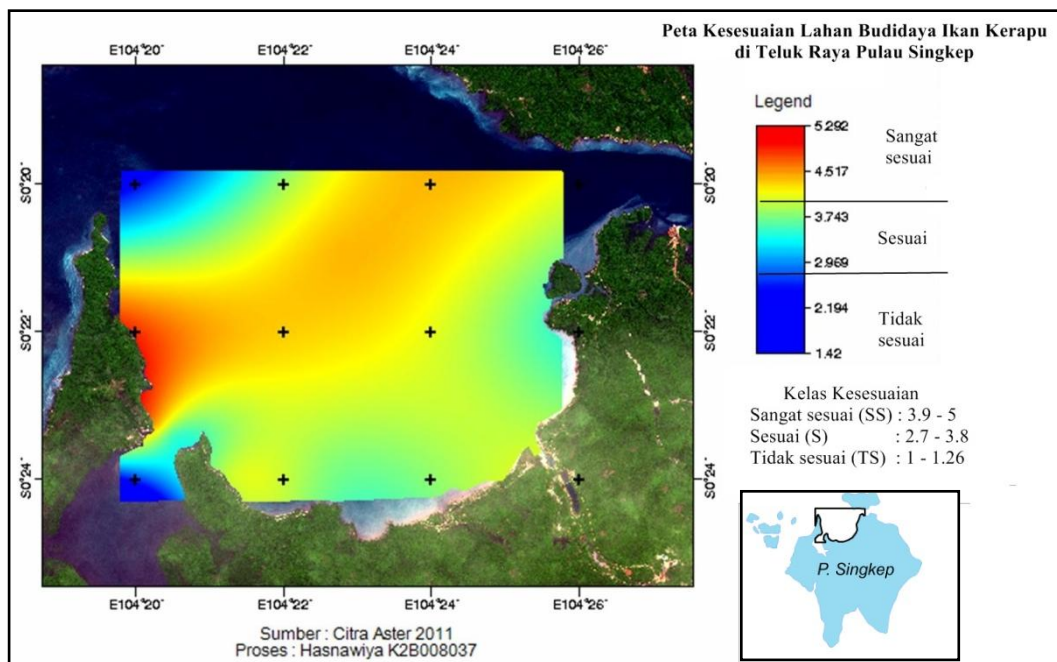 Peta Kesesuaian Lahan Budidaya Ikan Kerapu
di Teluk Raya Pulau Singkep
E104°20´ E104°22´ E104°24´ E104°26´
S0°20´ S0°20´
S0°22´ S0°22´
S0°24´ S0°24´
E104°20´ E104°22´ E104°24´ E104°26´
Sumber : Citra Aster 2011
Proses : Hasnawiya K2B008037
Legend
5.292
4.517
3.743
2.969
2.194
1.42
Sangat
sesuai
Sesuai
Tidak
sesuai
Kelas Kesesuaian
Sangat sesuai (SS) : 3.9 - 5
Sesuai (S) : 2.7 - 3.8
Tidak sesuai (TS) : 1 - 1.26
P. Singkep